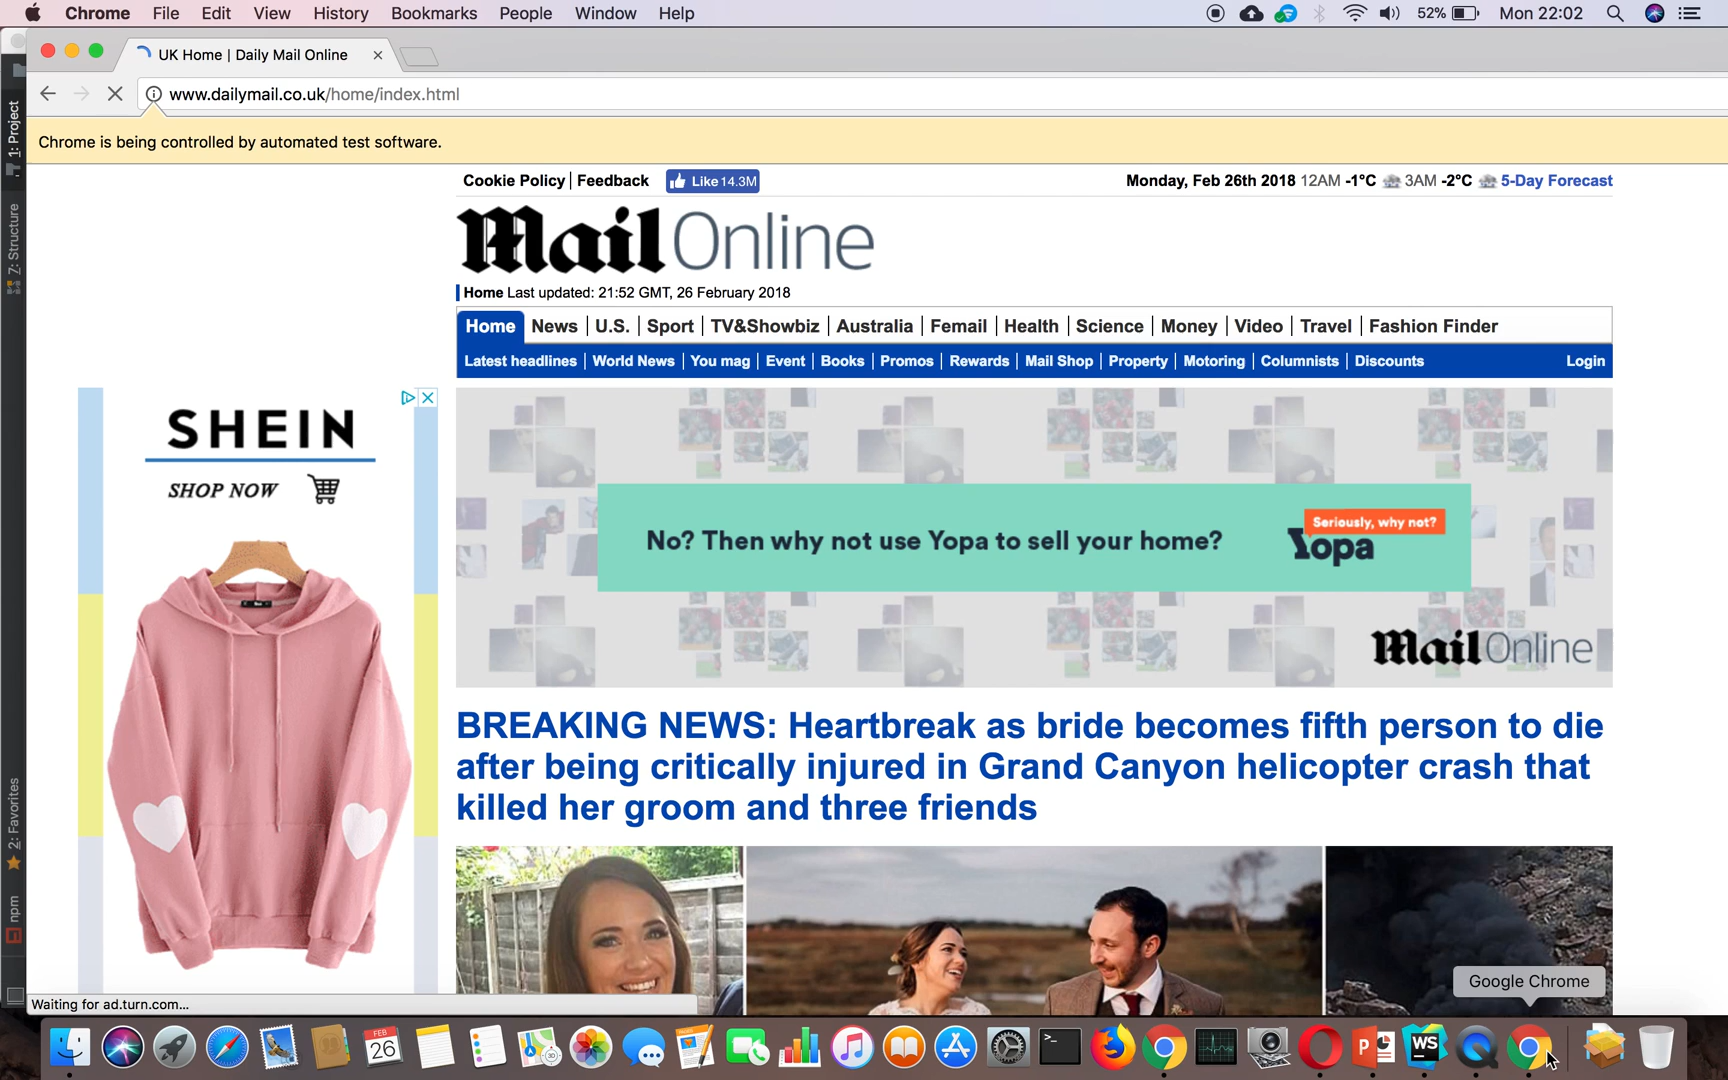 Chrome File Edit View History Bookmarks People Window Help 52% Mon 22:02
UK Home | Daily Mail Online
www.dailymail.co.uk/home/index.html
Chrome is being controlled by automated test software.
1: Project
7: Structure
2: Favorites
npm
Cookie Policy Feedback Like 14.3M Monday, Feb 26th 2018 12AM -1°C 3AM -2°C 5-Day Forecast
Mail Online
Home Last updated: 21:52 GMT, 26 February 2018
Home News U.S. Sport TV&Showbiz Australia Femail Health Science Money Video Travel Fashion Finder
Latest headlines World News You mag Event Books Promos Rewards Mail Shop Property Motoring Columnists Discounts Login
SHEIN
SHOP NOW
No? Then why not use Yopa to sell your home?
Seriously, why not?
Yopa
Mail Online
BREAKING NEWS: Heartbreak as bride becomes fifth person to die
after being critically injured in Grand Canyon helicopter crash that
killed her groom and three friends
Google Chrome
Waiting for ad.turn.com...
FEB
26
WS
P